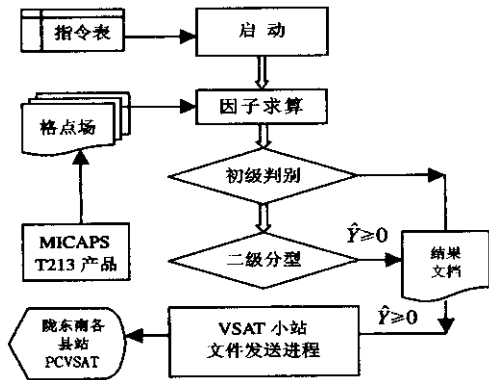 指令表
启 动
格点场
因子求算
初级判别
MICAPS
T213 产品
二级分型
Ŷ≥0
结果
文档
Ŷ≥0
陇东南各
县站
PCVSAT
VSAT 小站
文件发送进程